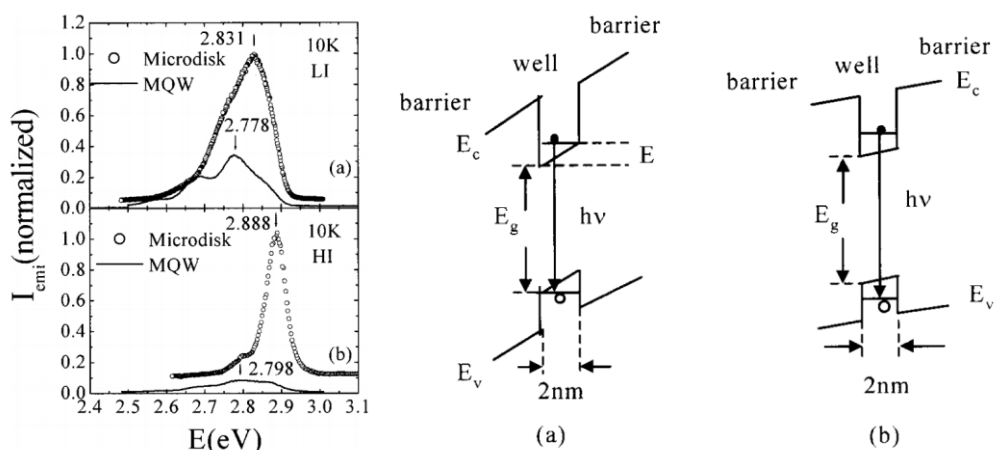 1.2
1.0
0.8
0.6
0.4
0.2
0.0
2.831
10K
Microdisk
LI
MQW
2.778
(a)
2.888
10K
Microdisk
HI
MQW
1.0
0.8
0.6
0.4
0.2
0.0
(b)
2.798
2.4 2.5 2.6 2.7 2.8 2.9 3.0 3.1
E(eV)
I_emi(normalized)
barrier
well
barrier
E_c
E
E_g
hν
E_v
2nm
(a)
barrier
well
barrier
E_c
E_g
hν
E_v
2nm
(b)